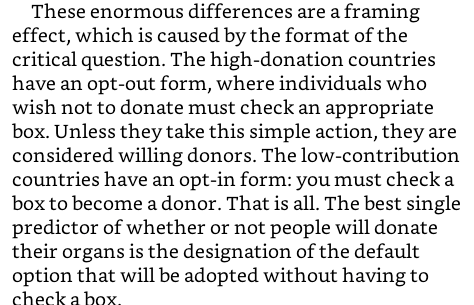 These enormous differences are a framing
effect, which is caused by the format of the
critical question. The high-donation countries
have an opt-out form, where individuals who
wish not to donate must check an appropriate
box. Unless they take this simple action, they are
considered willing donors. The low-contribution
countries have an opt-in form: you must check a
box to become a donor. That is all. The best single
predictor of whether or not people will donate
their organs is the designation of the default
option that will be adopted without having to
check a box.